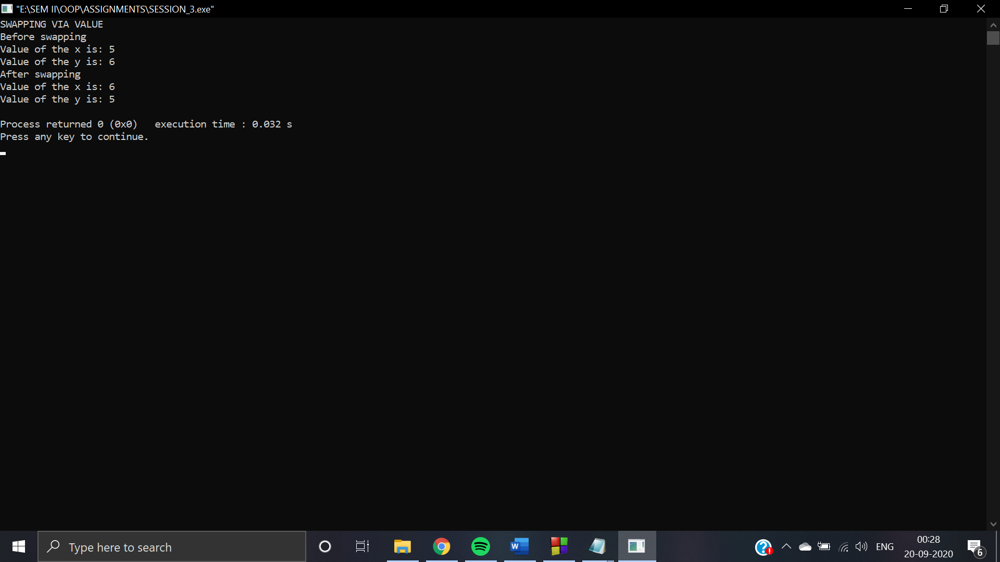 "E:\SEM II\OOP\ASSIGNMENTS\SESSION_3.exe"
SWAPPING VIA VALUE
Before swapping
Value of the x is: 5
Value of the y is: 6
After swapping
Value of the x is: 6
Value of the y is: 5
Process returned 0 (0x0)   execution time : 0.032 s
Press any key to continue.
Type here to search
W
ENG
00:28
20-09-2020
6